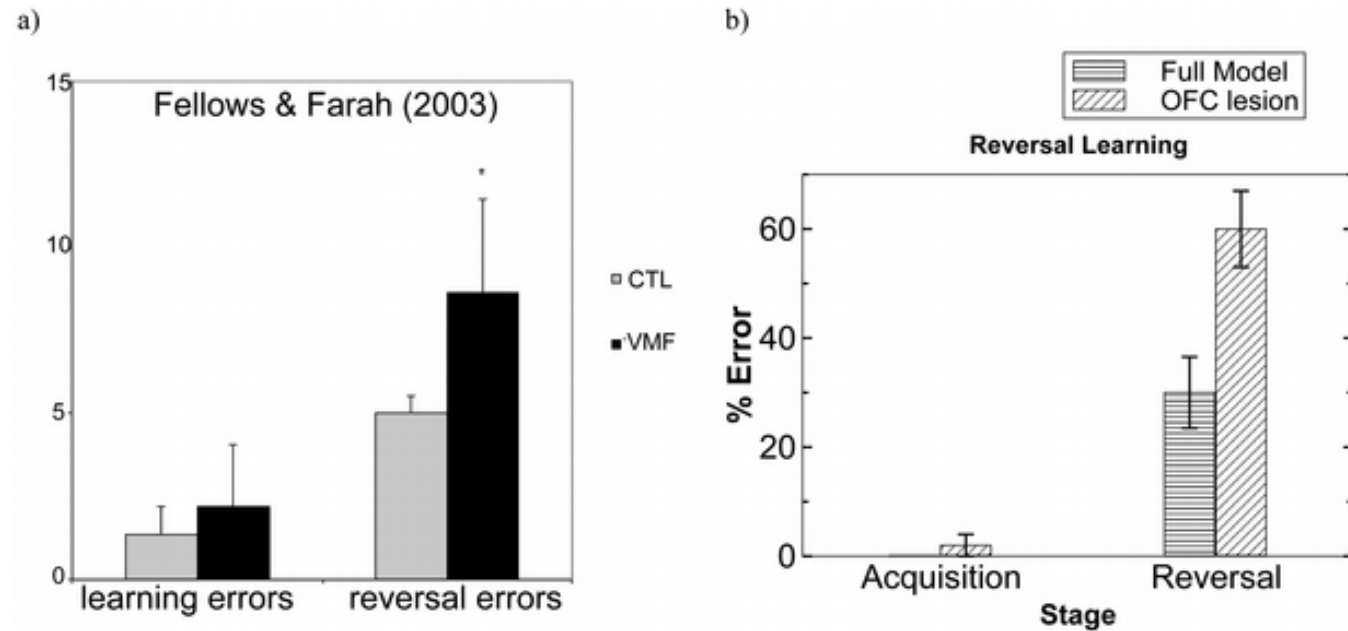 a)
15
Fellows & Farah (2003)
*
10
5
0
learning errors
reversal errors
CTL
VMF
b)
Full Model
OFC lesion
Reversal Learning
60
40
20
0
% Error
Acquisition
Reversal
Stage